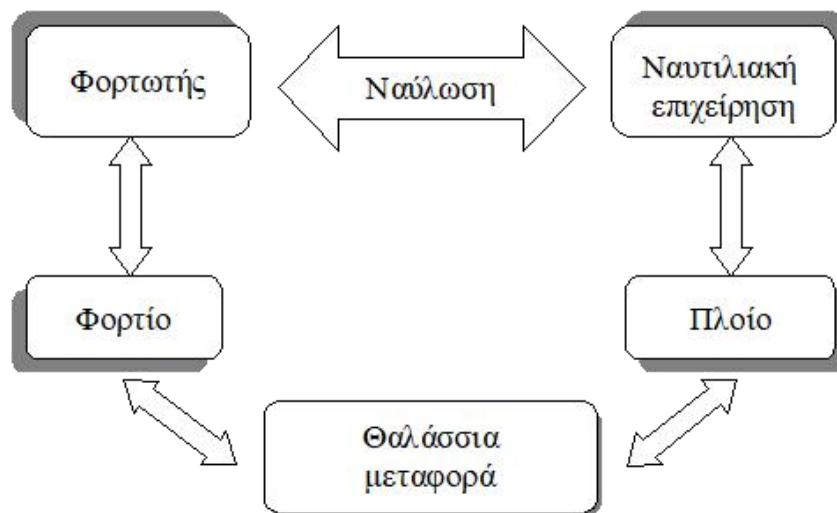 Φορτωτής
Ναύλωση
Ναυτιλιακή
επιχείρηση
Φορτίο
Πλοίο
Θαλάσσια
μεταφορά